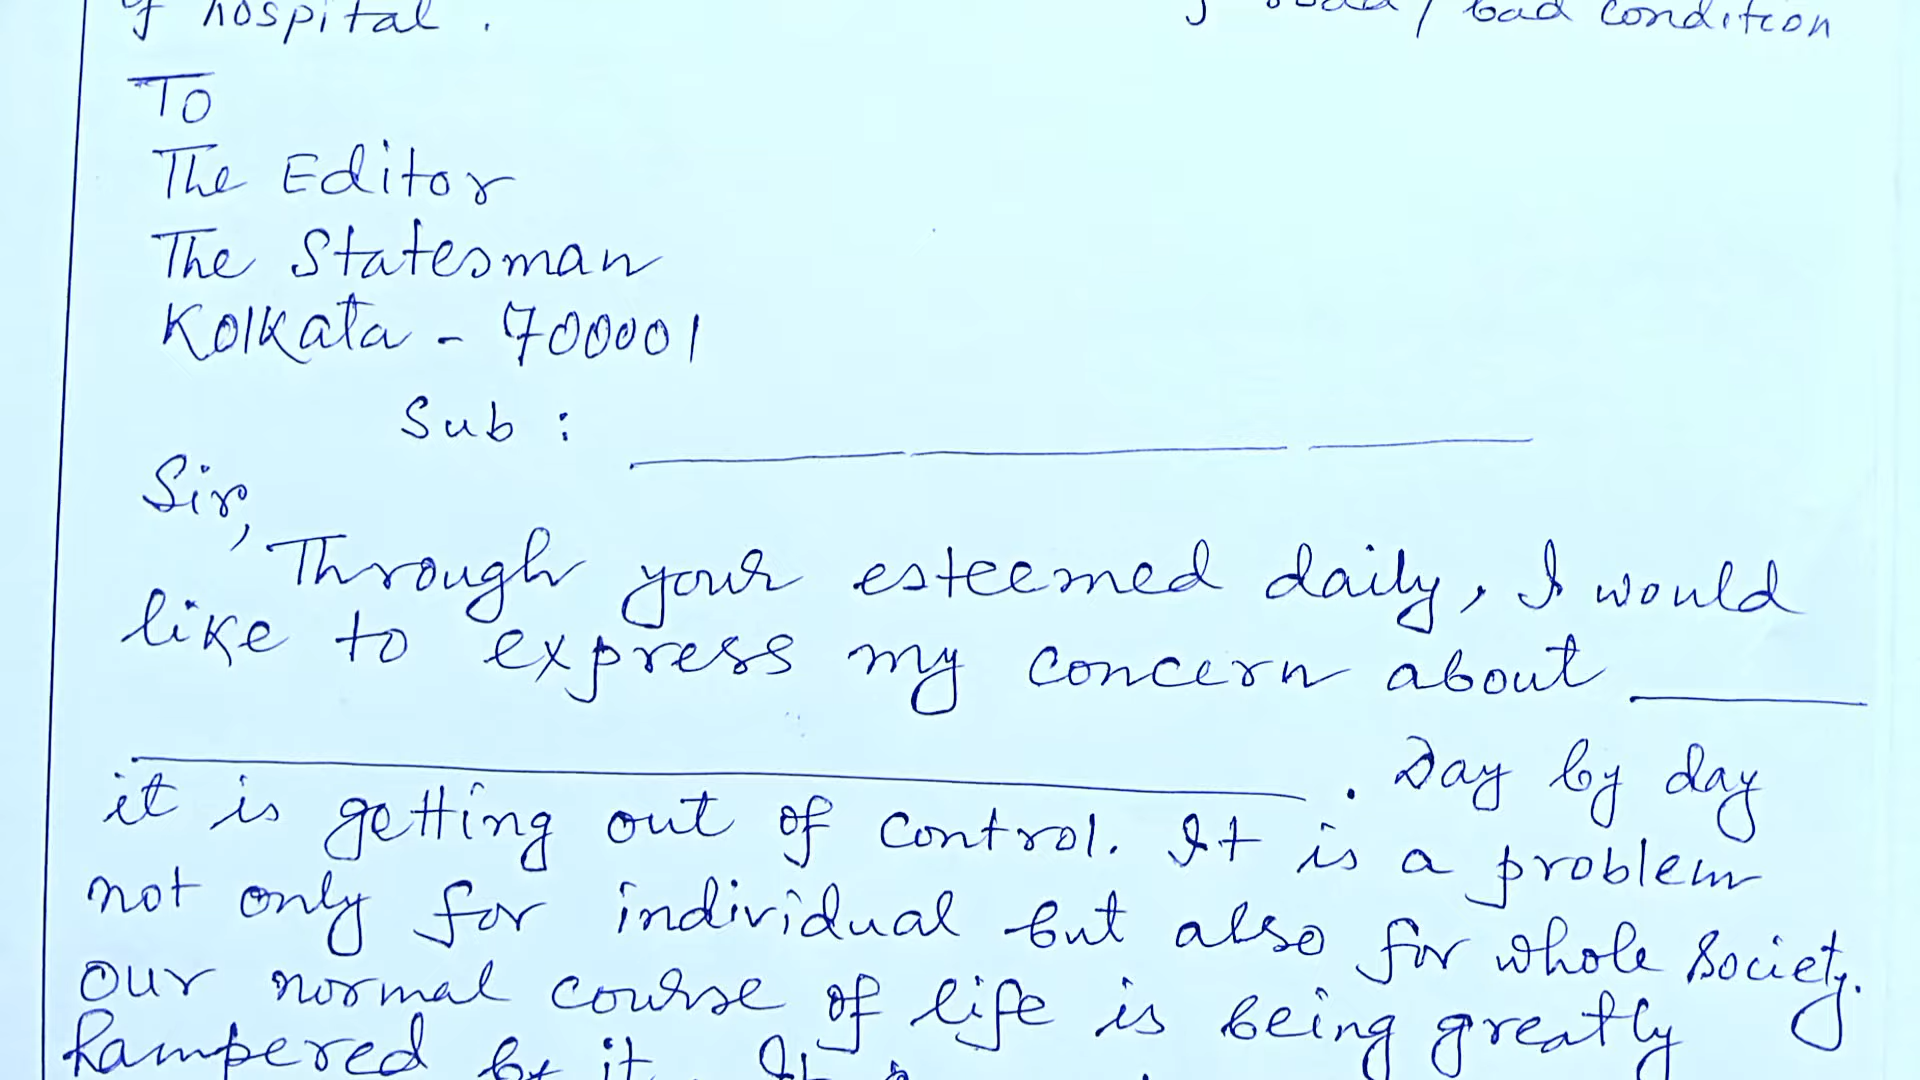 of hospital.
bad condition
To
The Editor
The Statesman
Kolkata - 700001
Sub :
Sir,
Through your esteemed daily, I would
like to express my concern about
. Day by day
it is getting out of control. It is a problem
not only for individual but also for whole society.
Our normal course of life is being greatly
hampered by it.